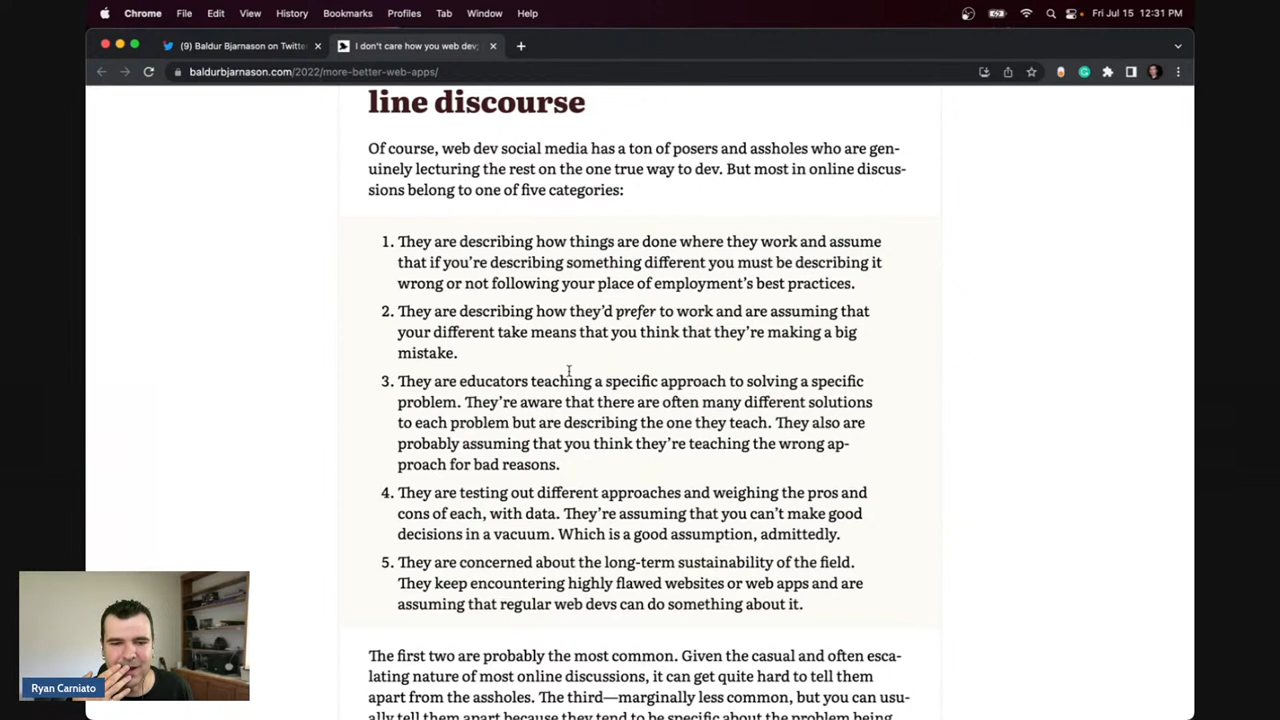 Chrome File Edit View History Bookmarks Profiles Tab Window Help Fri Jul 15 12:31 PM
(9) Baldur Bjarnason on Twitte
I don't care how you web dev;
baldurbjarnason.com/2022/more-better-web-apps/
line discourse
Of course, web dev social media has a ton of posers and assholes who are gen-
uinely lecturing the rest on the one true way to dev. But most in online discus-
sions belong to one of five categories:
1. They are describing how things are done where they work and assume
that if you’re describing something different you must be describing it
wrong or not following your place of employment’s best practices.
2. They are describing how they’d prefer to work and are assuming that
your different take means that you think that they’re making a big
mistake.
3. They are educators teaching a specific approach to solving a specific
problem. They’re aware that there are often many different solutions
to each problem but are describing the one they teach. They also are
probably assuming that you think they’re teaching the wrong ap-
proach for bad reasons.
4. They are testing out different approaches and weighing the pros and
cons of each, with data. They’re assuming that you can’t make good
decisions in a vacuum. Which is a good assumption, admittedly.
5. They are concerned about the long-term sustainability of the field.
They keep encountering highly flawed websites or web apps and are
assuming that regular web devs can do something about it.
The first two are probably the most common. Given the casual and often esca-
lating nature of most online discussions, it can get quite hard to tell them
apart from the assholes. The third—marginally less common, but you can usu-
ally tell them apart because they tend to be specific about the problem being
Ryan Carniato